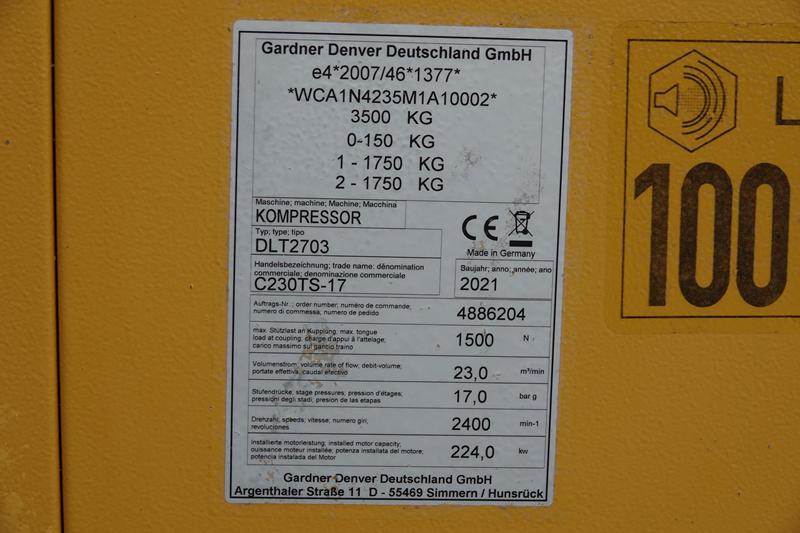 Gardner Denver Deutschland GmbH
e4*2007/46*1377*
*WCA1N4235M1A10002*
3500 KG
0-150 KG
1 - 1750 KG
2 - 1750 KG
Maschine; machine; Machine; Macchina
KOMPRESSOR
Typ; type; tipo
DLT2703
CE
Made in Germany
Handelsbezeichnung; trade name: dénomination
commerciale; denominazione commerciale
C230TS-17
Baujahr; anno; année; ano
2021
Auftrags-Nr.; order number; numéro de commande;
numero di commessa, numero de pedido
4886204
max. Stützlast an Kupplung; max. tongue
load at coupling, charge d'appui à l'attelage;
carico massimo sul gancio traino
1500 N
Volumenstrom, volume rate of flow; debit-volume;
portate effettiva, caudal efectivo
23,0 m³/min
Stufendrücke, stage pressures, pression d'étages;
pressioni degli stadi, presion de las etapas
17,0 bar g
Drehzahl; speeds; vitesse; numero giri;
revoluciones
2400 min-1
Installierte motorleistung; installed motor capacity;
ouissance moteur installée; potenza installata del motore;
potencia instalada del Motor
224,0 kw
Gardner Denver Deutschland GmbH
Argenthaler Straße 11 D - 55469 Simmern / Hunsrück
L
100